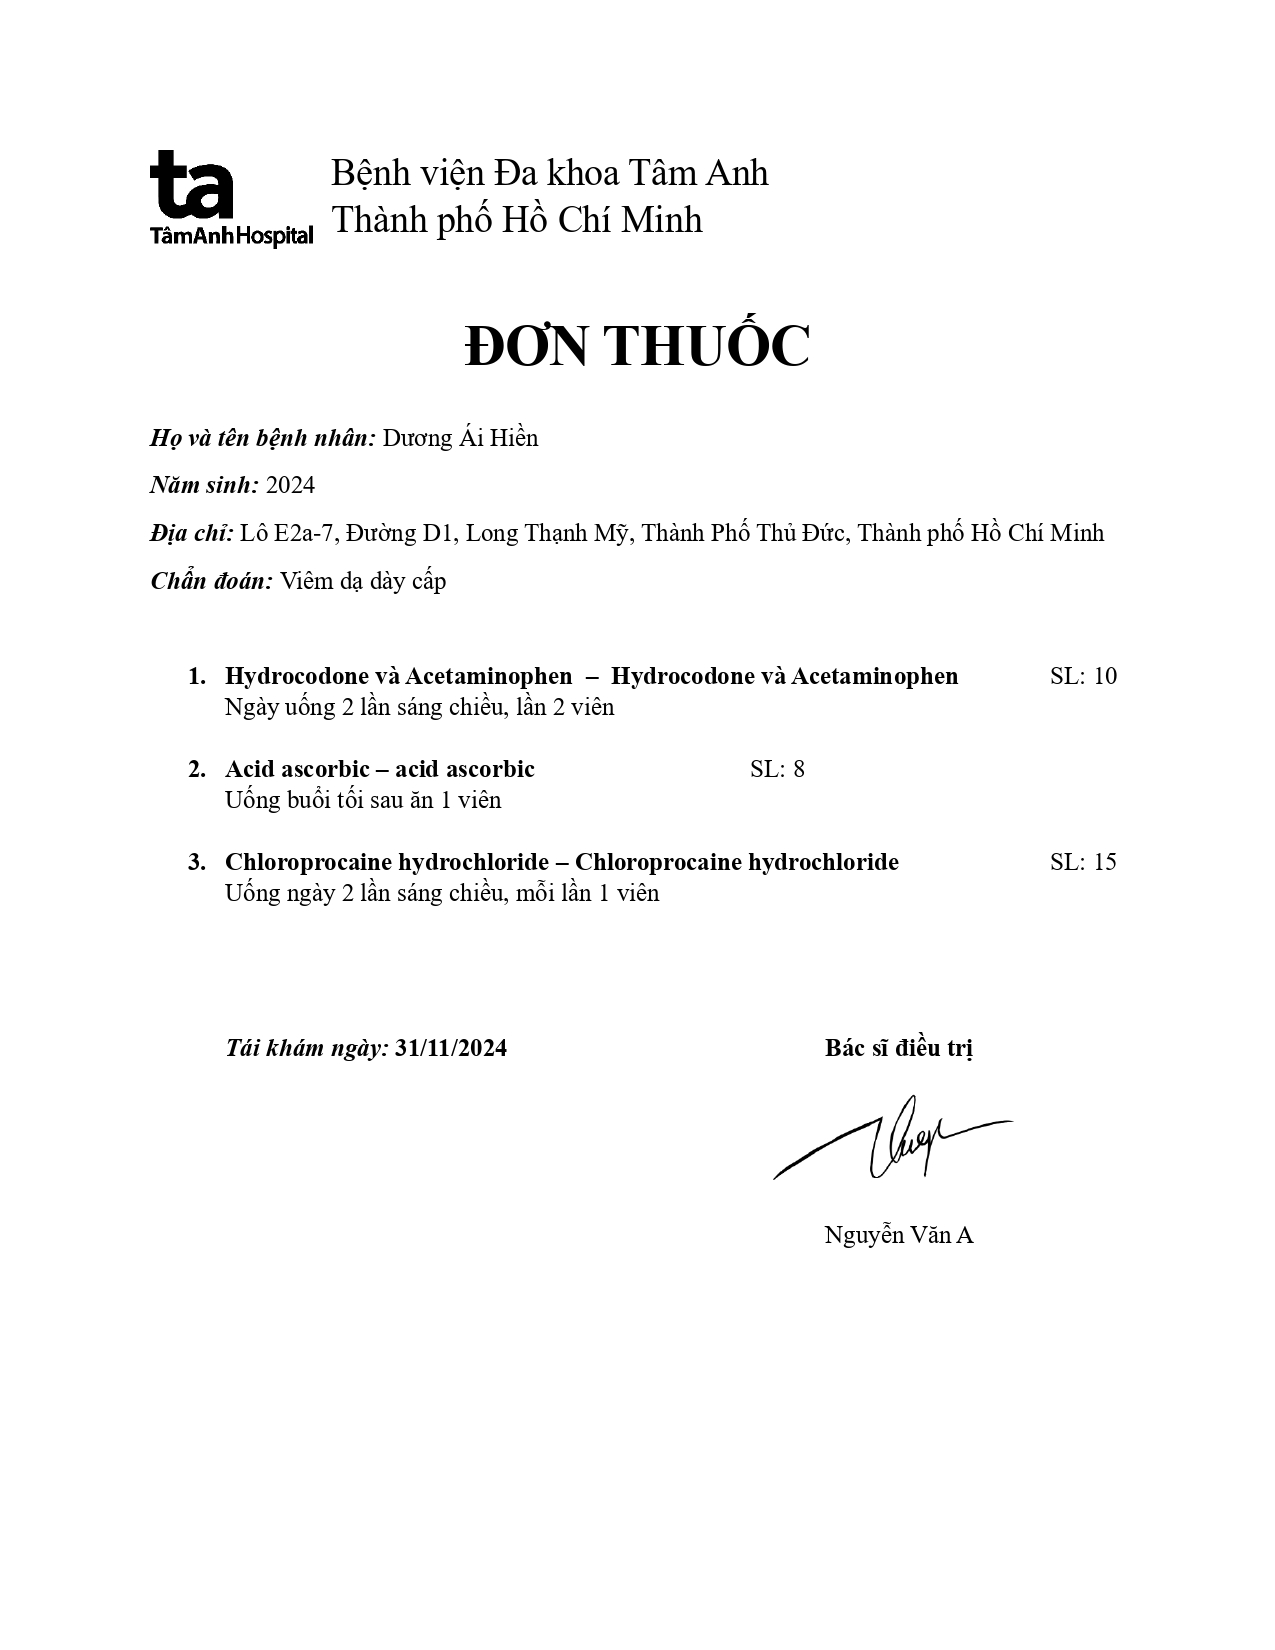 ta
TâmAnhHospital
Bệnh viện Đa khoa Tâm Anh
Thành phố Hồ Chí Minh
ĐƠN THUỐC
Họ và tên bệnh nhân: Dương Ái Hiền
Năm sinh: 2024
Địa chỉ: Lô E2a-7, Đường D1, Long Thạnh Mỹ, Thành Phố Thủ Đức, Thành phố Hồ Chí Minh
Chẩn đoán: Viêm dạ dày cấp
1. Hydrocodone và Acetaminophen – Hydrocodone và Acetaminophen SL: 10
Ngày uống 2 lần sáng chiều, lần 2 viên
2. Acid ascorbic – acid ascorbic SL: 8
Uống buổi tối sau ăn 1 viên
3. Chloroprocaine hydrochloride – Chloroprocaine hydrochloride SL: 15
Uống ngày 2 lần sáng chiều, mỗi lần 1 viên
Tái khám ngày: 31/11/2024 Bác sĩ điều trị
Nguyễn Văn A